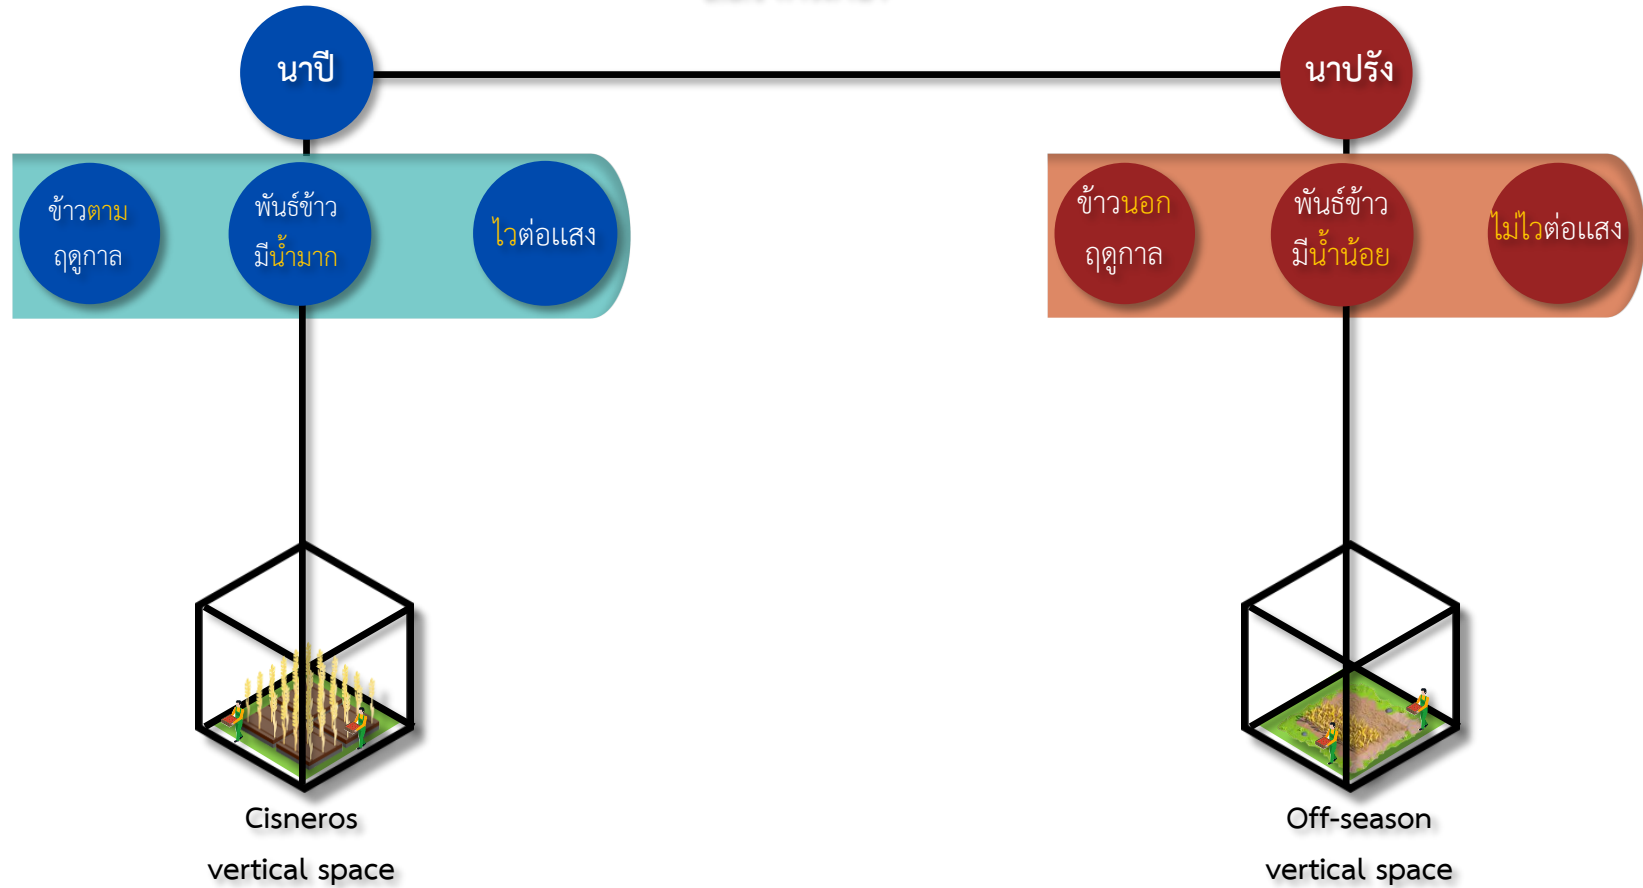 นาปี
นาปรัง
ข้าวตาม
ฤดูกาล
พันธ์ข้าว
มีน้ำมาก
ไวต่อแสง
ข้าวนอก
ฤดูกาล
พันธ์ข้าว
มีน้ำน้อย
ไม่ไวต่อแสง
Cisneros
vertical space
Off-season
vertical space